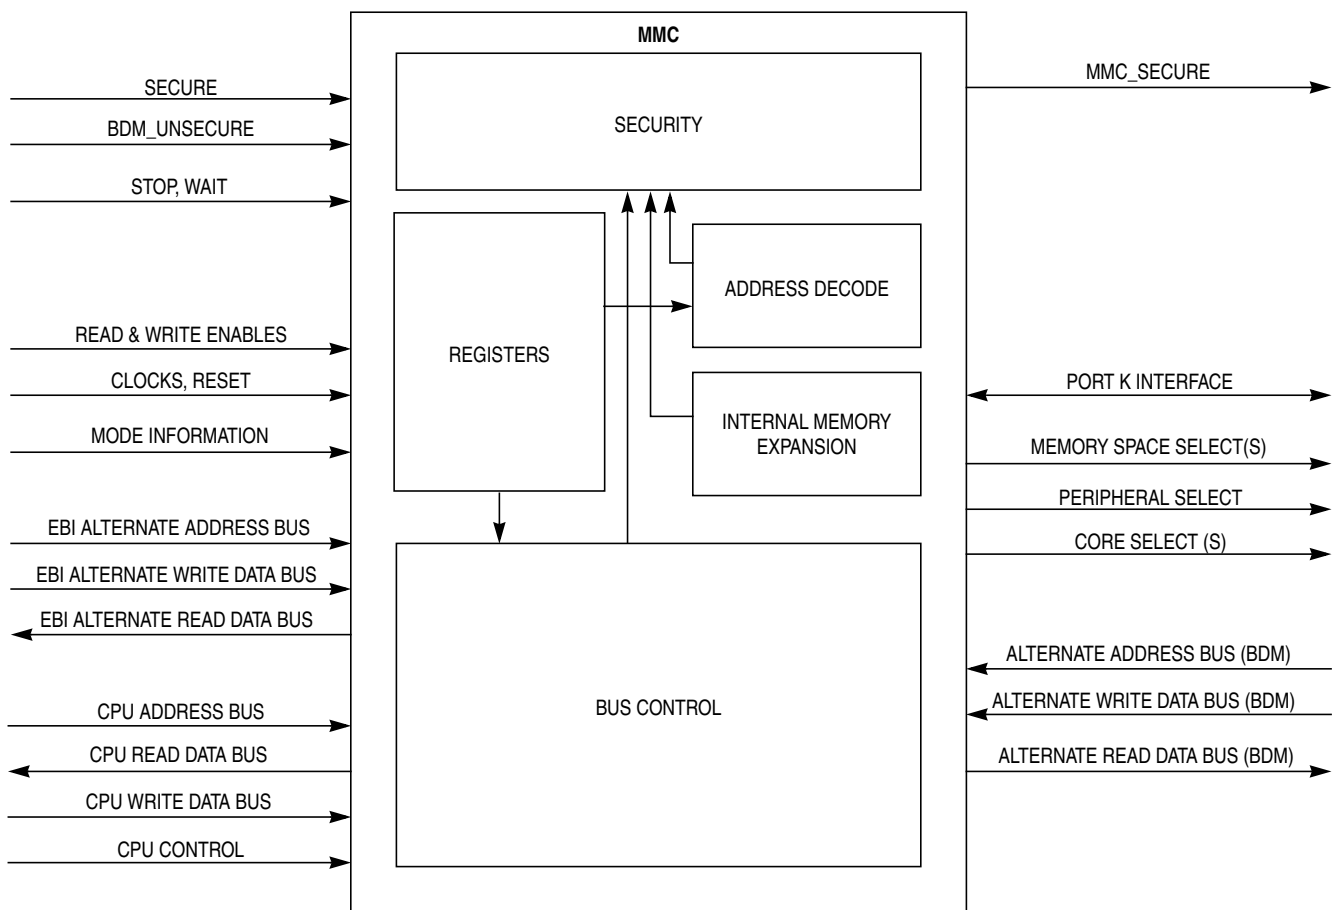 MMC
SECURE
BDM_UNSECURE
STOP, WAIT
READ & WRITE ENABLES
CLOCKS, RESET
MODE INFORMATION
EBI ALTERNATE ADDRESS BUS
EBI ALTERNATE WRITE DATA BUS
EBI ALTERNATE READ DATA BUS
CPU ADDRESS BUS
CPU READ DATA BUS
CPU WRITE DATA BUS
CPU CONTROL
SECURITY
REGISTERS
ADDRESS DECODE
INTERNAL MEMORY
EXPANSION
BUS CONTROL
MMC_SECURE
PORT K INTERFACE
MEMORY SPACE SELECT(S)
PERIPHERAL SELECT
CORE SELECT (S)
ALTERNATE ADDRESS BUS (BDM)
ALTERNATE WRITE DATA BUS (BDM)
ALTERNATE READ DATA BUS (BDM)